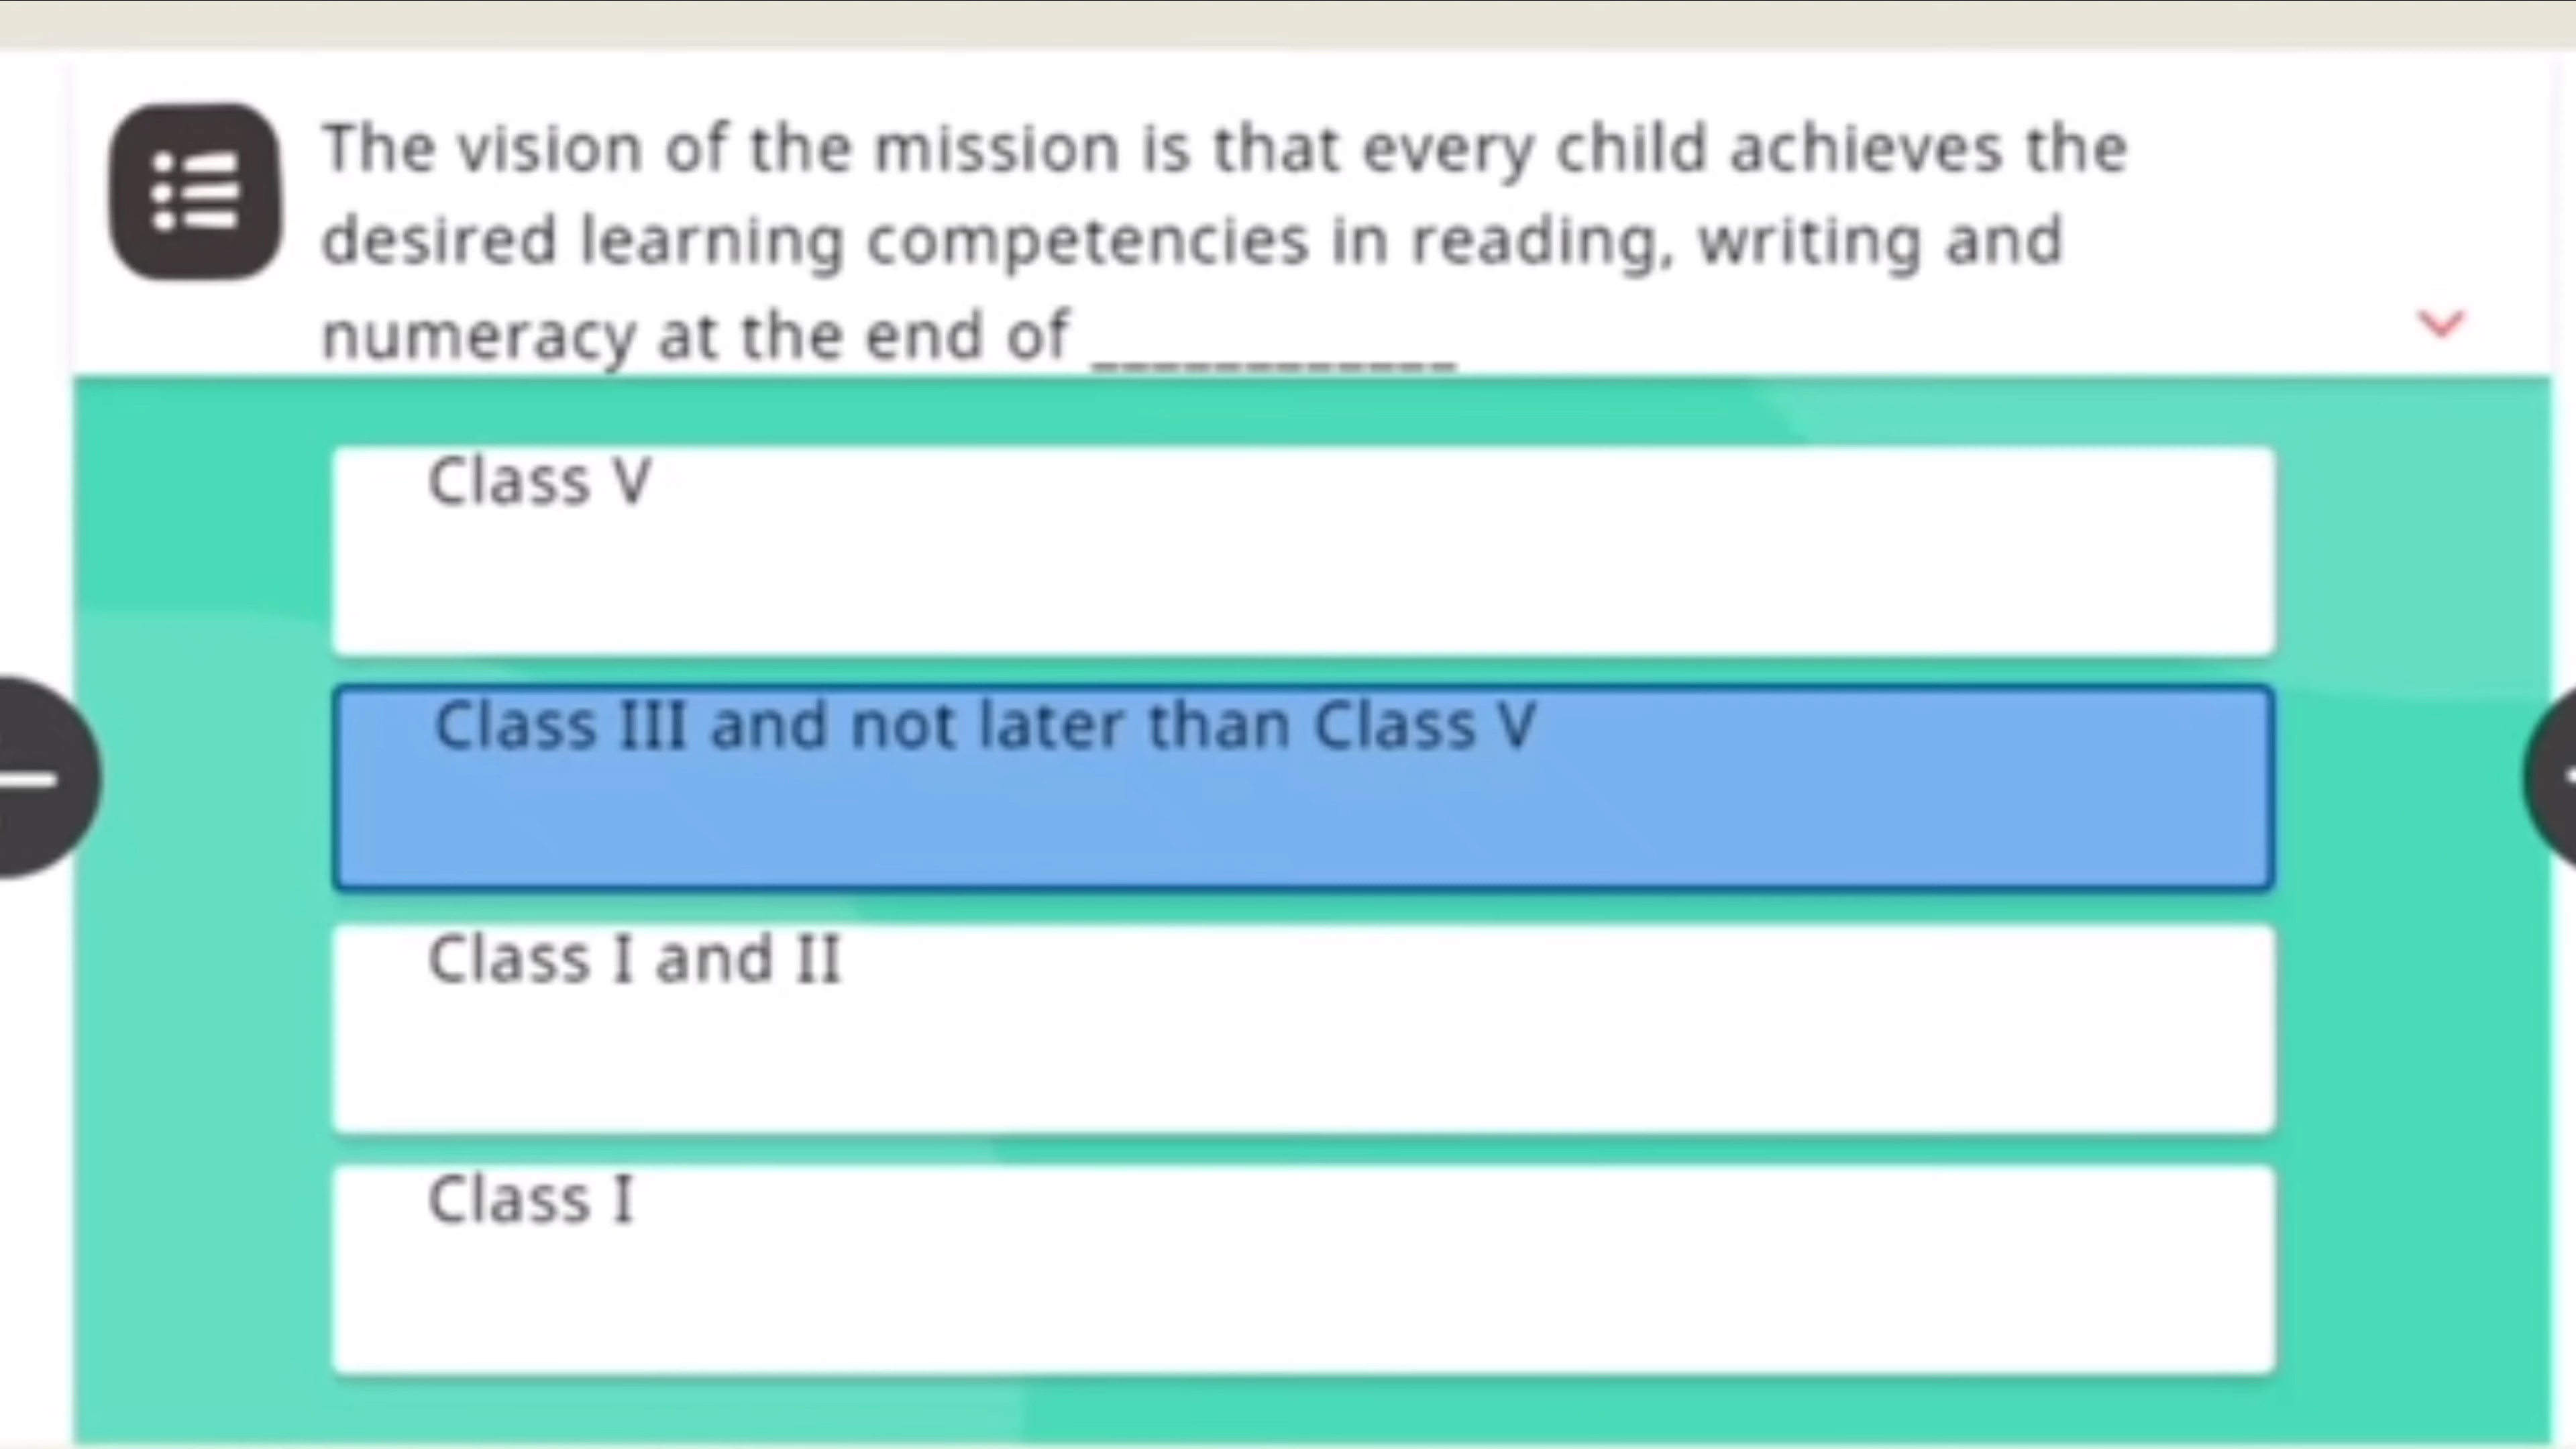 The vision of the mission is that every child achieves the
desired learning competencies in reading, writing and
numeracy at the end of ____________
Class V
Class III and not later than Class V
Class I and II
Class I